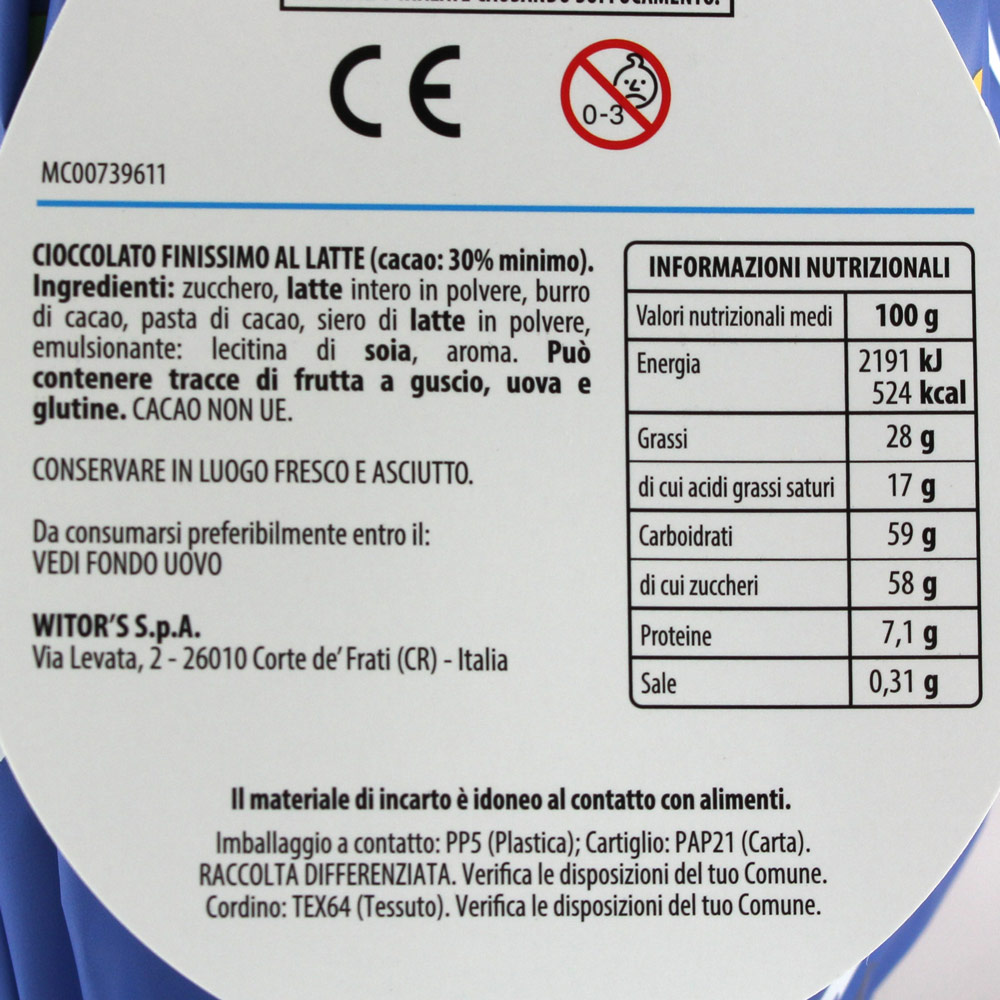 SOFFOCAMENTO.
CE
0-3
MC00739611
CIOCCOLATO FINISSIMO AL LATTE (cacao: 30% minimo).
Ingredienti: zucchero, latte intero in polvere, burro
di cacao, pasta di cacao, siero di latte in polvere,
emulsionante: lecitina di soia, aroma. Può
contenere tracce di frutta a guscio, uova e
glutine. CACAO NON UE.
CONSERVARE IN LUOGO FRESCO E ASCIUTTO.
Da consumarsi preferibilmente entro il:
VEDI FONDO UOVO
WITOR'S S.p.A.
Via Levata, 2 - 26010 Corte de' Frati (CR) - Italia
INFORMAZIONI NUTRIZIONALI
Valori nutrizionali medi 100 g
Energia 2191 kJ
524 kcal
Grassi 28 g
di cui acidi grassi saturi 17 g
Carboidrati 59 g
di cui zuccheri 58 g
Proteine 7,1 g
Sale 0,31 g
Il materiale di incarto è idoneo al contatto con alimenti.
Imballaggio a contatto: PP5 (Plastica); Cartiglio: PAP21 (Carta).
RACCOLTA DIFFERENZIATA. Verifica le disposizioni del tuo Comune.
Cordino: TEX64 (Tessuto). Verifica le disposizioni del tuo Comune.